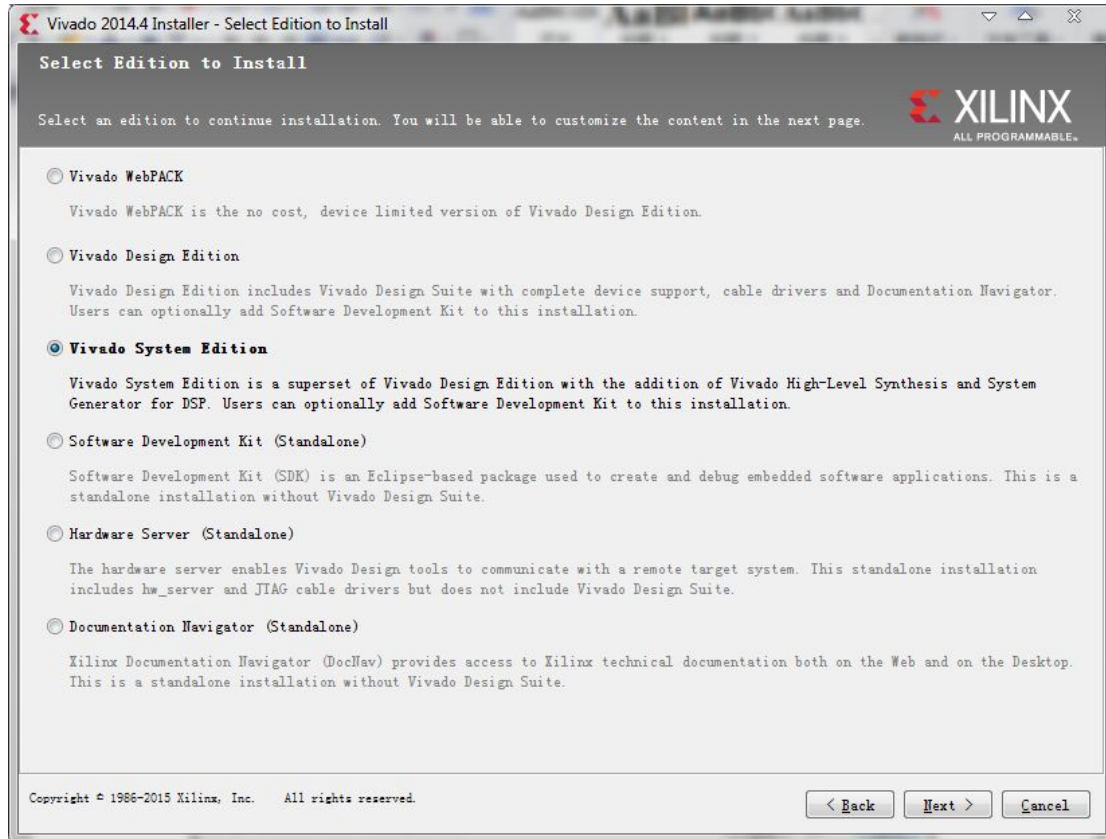 Vivado 2014.4 Installer - Select Edition to Install
Select Edition to Install
Select an edition to continue installation. You will be able to customize the content in the next page.
XILINX
ALL PROGRAMMABLE™
Vivado WebPACK
Vivado WebPACK is the no cost, device limited version of Vivado Design Edition.
Vivado Design Edition
Vivado Design Edition includes Vivado Design Suite with complete device support, cable drivers and Documentation Navigator.
Users can optionally add Software Development Kit to this installation.
Vivado System Edition
Vivado System Edition is a superset of Vivado Design Edition with the addition of Vivado High-Level Synthesis and System
Generator for DSP. Users can optionally add Software Development Kit to this installation.
Software Development Kit (Standalone)
Software Development Kit (SDK) is an Eclipse-based package used to create and debug embedded software applications. This is a
standalone installation without Vivado Design Suite.
Hardware Server (Standalone)
The hardware server enables Vivado Design tools to communicate with a remote target system. This standalone installation
includes hw_server and JTAG cable drivers but does not include Vivado Design Suite.
Documentation Navigator (Standalone)
Xilinx Documentation Navigator (DocNav) provides access to Xilinx technical documentation both on the Web and on the Desktop.
This is a standalone installation without Vivado Design Suite.
Copyright © 1986-2015 Xilinx, Inc. All rights reserved.
< Back Next > Cancel